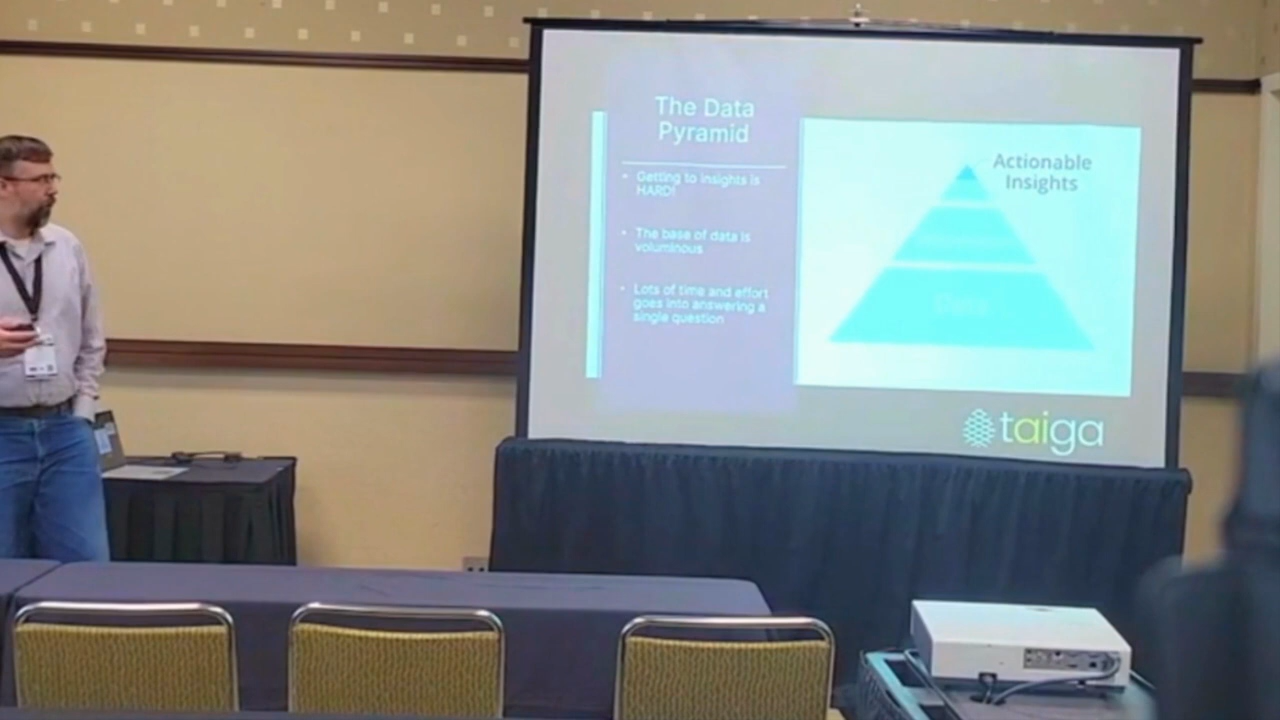 The Data
Pyramid
• Getting to insights is
HARD!
• The base of data is
voluminous
• Lots of time and effort
goes into answering a
single question
Actionable
Insights
Data
taiga